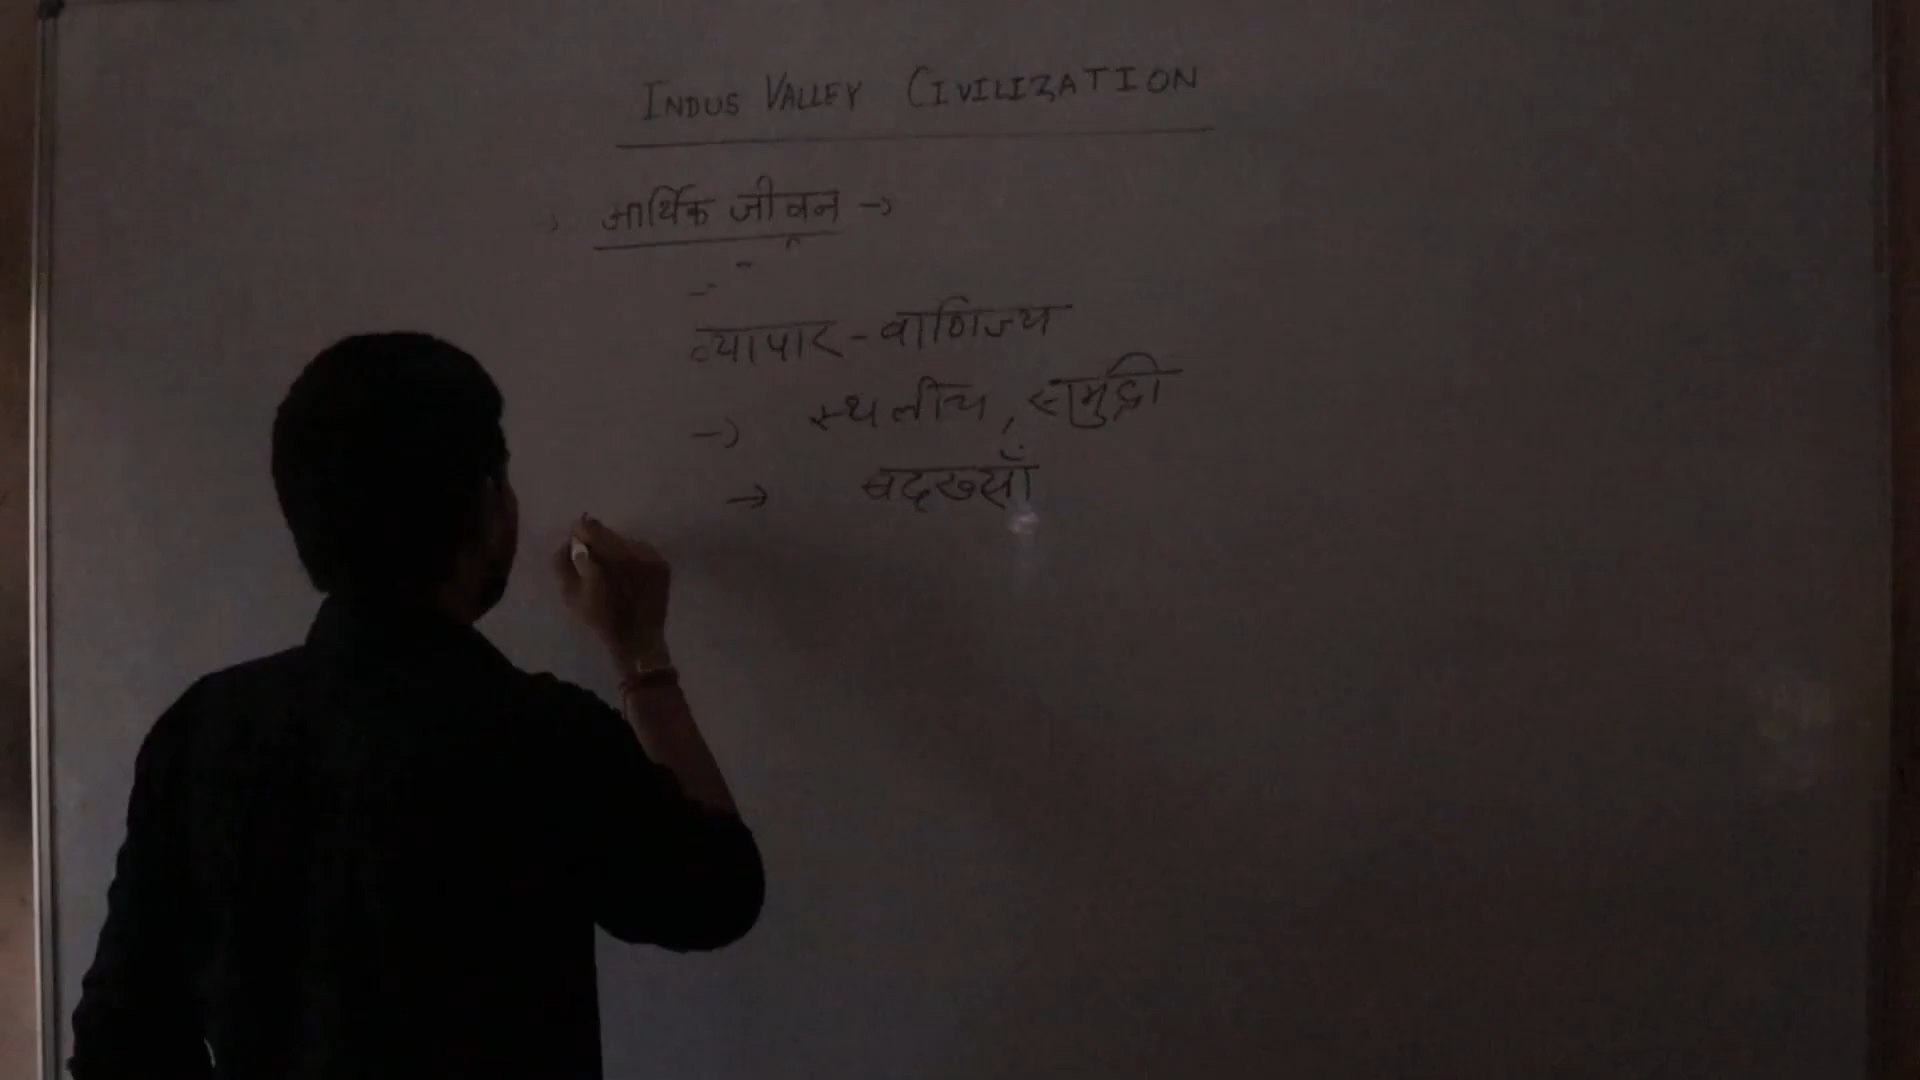 INDUS VALLEY CIVILIZATION
→ आर्थिक जीवन →
व्यापार - वाणिज्य
→ स्थलीय, समुद्री
→ बदख्साँ